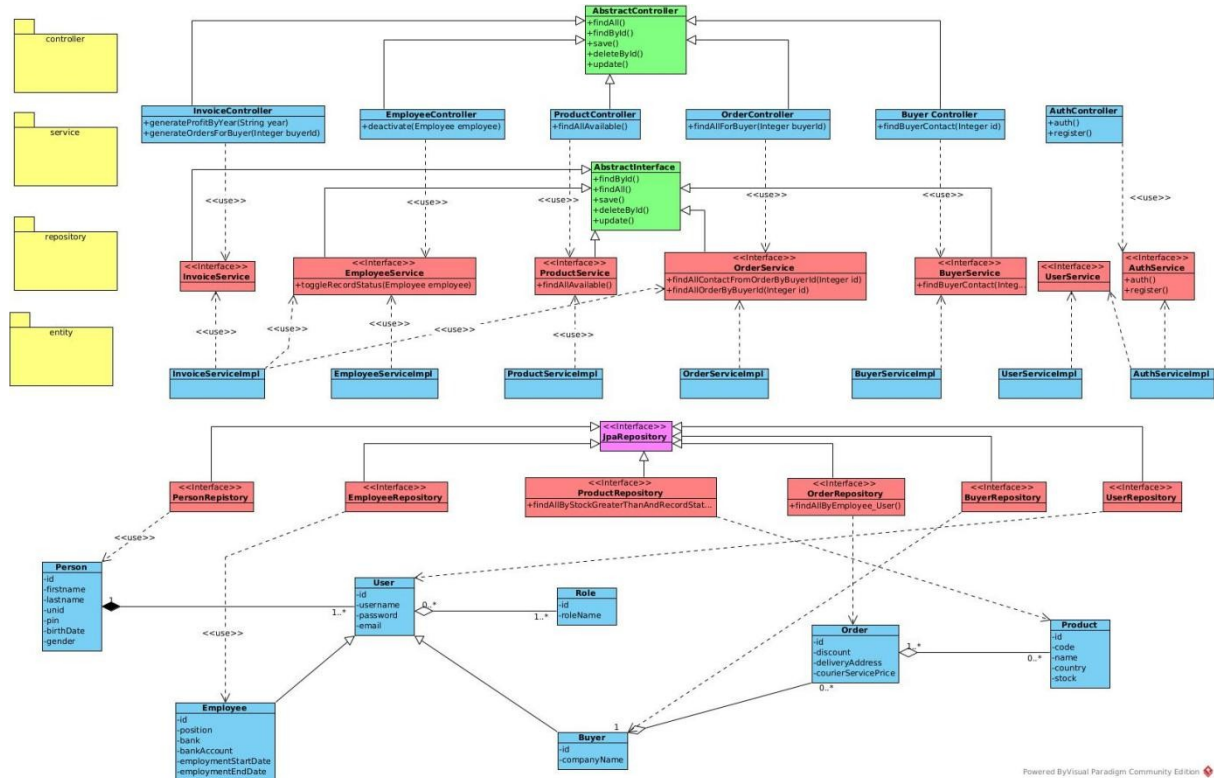 AbstractController
+findAll()
+findById()
+save()
+deleteById()
+update()
controller
service
repository
entity
InvoiceController
+generateProfitByYear(String year)
+generateOrdersForBuyer(Integer buyerId)
EmployeeController
+deactivate(Employee employee)
ProductController
+findAllAvailable()
OrderController
+findAllForBuyer(Integer buyerId)
Buyer Controller
+findBuyerContact(Integer id)
AuthController
+auth()
+register()
AbstractInterface
+findById()
+findAll()
+save()
+deleteById()
+update()
<<use>>
<<use>>
<<use>>
<<use>>
<<use>>
<<Interface>>
InvoiceService
<<Interface>>
EmployeeService
+toggleRecordStatus(Employee employee)
<<Interface>>
ProductService
+findAllAvailable()
<<Interface>>
OrderService
+findAllContactFromOrderByBuyerId(Integer id)
+findAllOrderByBuyerId(Integer id)
<<Interface>>
BuyerService
+findBuyerContact(Integ...
<<Interface>>
UserService
<<Interface>>
AuthService
+auth()
+register()
<<use>>
<<use>>
<<use>>
<<use>>
<<use>>
InvoiceServiceImpl
EmployeeServiceImpl
ProductServiceImpl
OrderServiceImpl
BuyerServiceImpl
UserServiceImpl
AuthServiceImpl
<<Interface>>
JpaRepository
<<Interface>>
PersonRepistory
<<Interface>>
EmployeeRepository
<<Interface>>
ProductRepository
+findAllByStockGreaterThanAndRecordStat...
<<Interface>>
OrderRepository
+findAllByEmployee_User()
<<Interface>>
BuyerRepository
<<Interface>>
UserRepository
<<use>>
Person
-id
-firstname
-lastname
-unid
-pin
-birthDate
-gender
1
1..*
User
-id
-username
-password
-email
0..*
1..*
Role
-id
-roleName
<<use>>
Order
-id
-discount
-deliveryAddress
-courierServicePrice
1..*
0..*
Product
-id
-code
-name
-country
-stock
0..*
1
Employee
-id
-position
-bank
-bankAccount
-employmentStartDate
-employmentEndDate
Buyer
-id
-companyName
Powered ByVisual Paradigm Community Edition